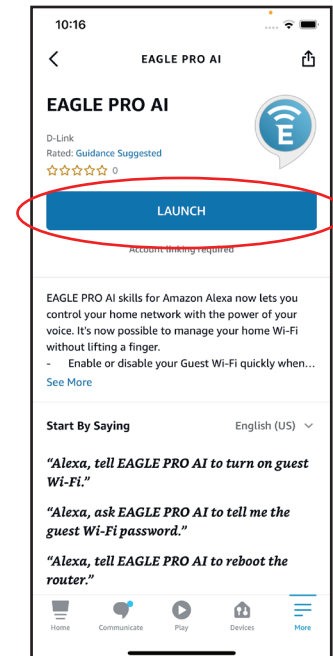 10:16
EAGLE PRO AI
EAGLE PRO AI
D-Link
Rated: Guidance Suggested
0
LAUNCH
Account linking required
EAGLE PRO AI skills for Amazon Alexa now lets you
control your home network with the power of your
voice. It's now possible to manage your home Wi-Fi
without lifting a finger.
- Enable or disable your Guest Wi-Fi quickly when...
See More
Start By Saying English (US)
“Alexa, tell EAGLE PRO AI to turn on guest
Wi-Fi.”
“Alexa, ask EAGLE PRO AI to tell me the
guest Wi-Fi password.”
“Alexa, tell EAGLE PRO AI to reboot the
router.”
Home Communicate Play Devices More